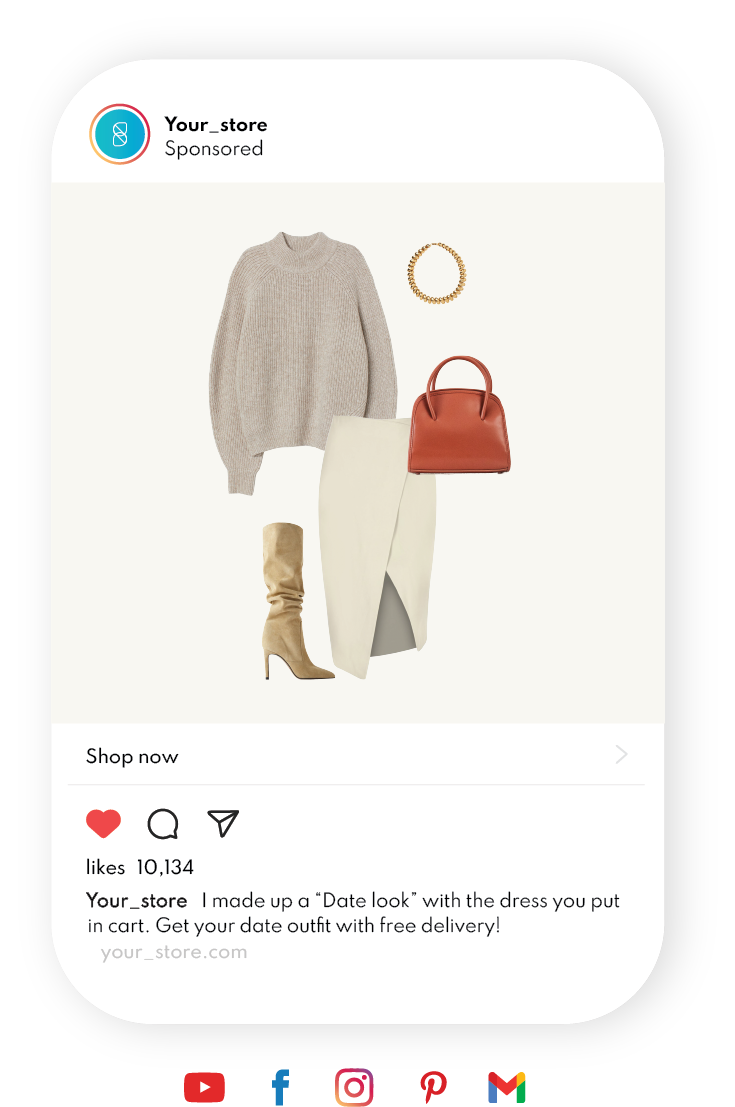 Your_store
Sponsored
Shop now
likes 10,134
Your_store I made up a “Date look” with the dress you put
in cart. Get your date outfit with free delivery!
your_store.com